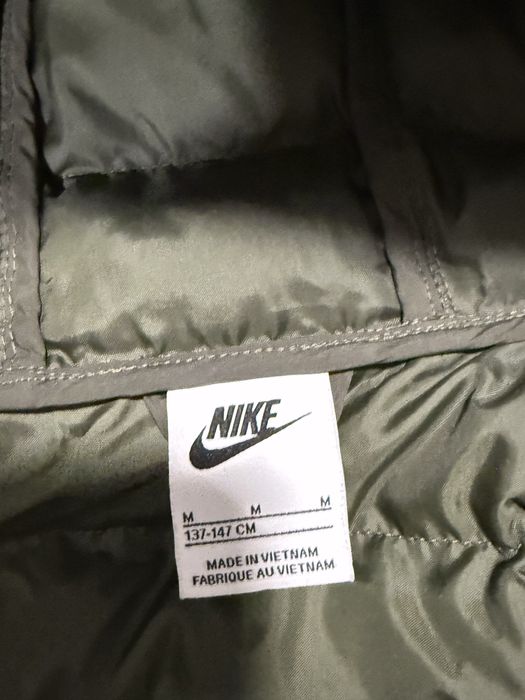 NIKE
M M M
137-147 CM
MADE IN VIETNAM
FABRIQUE AU VIETNAM